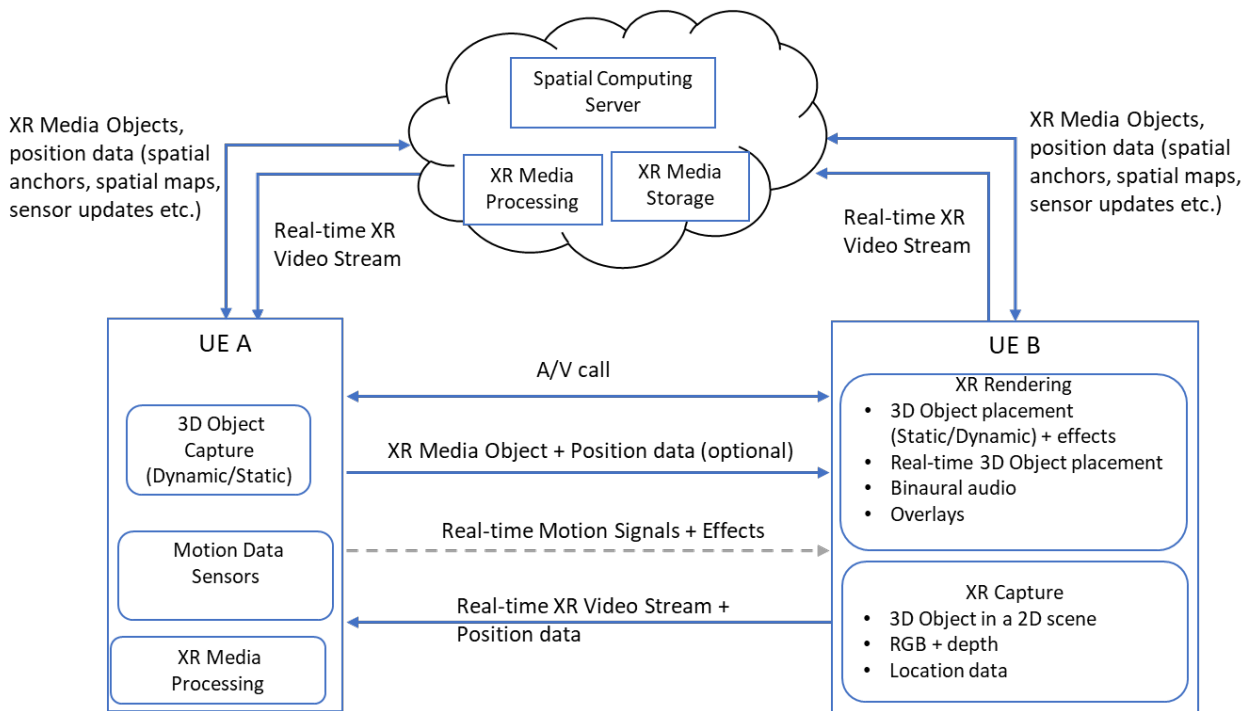 Spatial Computing
Server
XR Media
Processing
XR Media
Storage
XR Media Objects,
position data (spatial
anchors, spatial maps,
sensor updates etc.)
Real-time XR
Video Stream
XR Media Objects,
position data (spatial
anchors, spatial maps,
sensor updates etc.)
Real-time XR
Video Stream
UE A
3D Object
Capture
(Dynamic/Static)
Motion Data
Sensors
XR Media
Processing
A/V call
XR Media Object + Position data (optional)
Real-time Motion Signals + Effects
Real-time XR Video Stream +
Position data
UE B
XR Rendering
• 3D Object placement
(Static/Dynamic) + effects
• Real-time 3D Object placement
• Binaural audio
• Overlays
XR Capture
• 3D Object in a 2D scene
• RGB + depth
• Location data